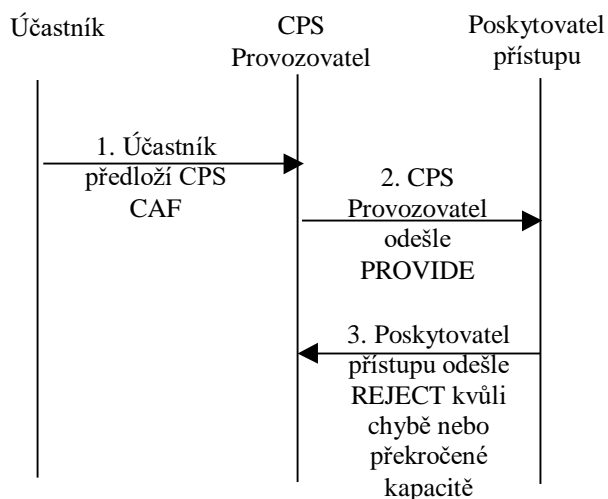 Účastník
CPS
Provozovatel
Poskytovatel
přístupu
1. Účastník
předloží CPS
CAF
2. CPS
Provozovatel
odešle
PROVIDE
3. Poskytovatel
přístupu odešle
REJECT kvůli
chybě nebo
překročené
kapacitě